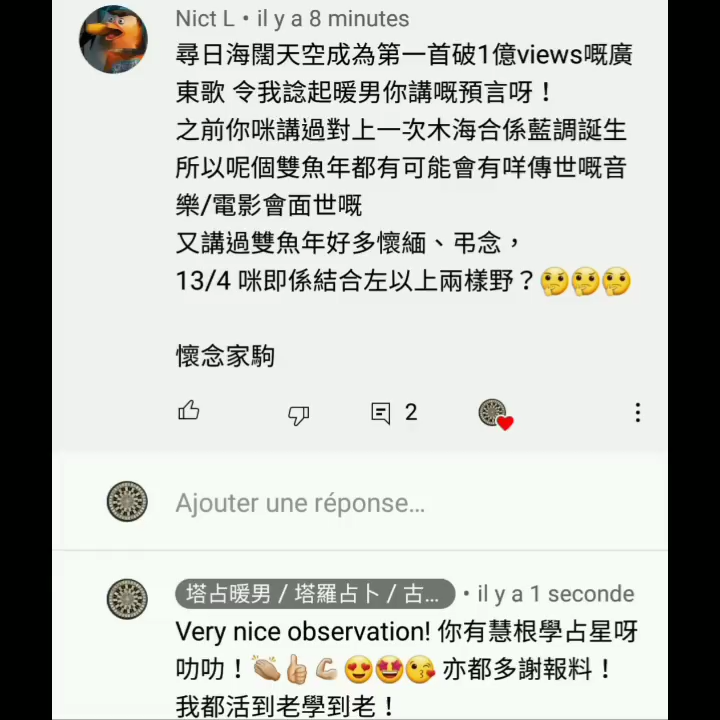 Nict L • il y a 8 minutes
尋日海闊天空成為第一首破1億views嘅廣
東歌 令我諗起暖男你講嘅預言呀！
之前你咪講過對上一次木海合係藍調誕生
所以呢個雙魚年都有可能會有咩傳世嘅音
樂/電影會面世嘅
又講過雙魚年好多懷緬、弔念，
13/4 咪即係結合左以上兩樣野？🤔🤔🤔
懷念家駒
2
Ajouter une réponse...
塔占暖男 / 塔羅占卜 / 古... • il y a 1 seconde
Very nice observation! 你有慧根學占星呀
叻叻！👏🏼👍🏼💪🏼😍🤩😘 亦都多謝報料！
我都活到老學到老！